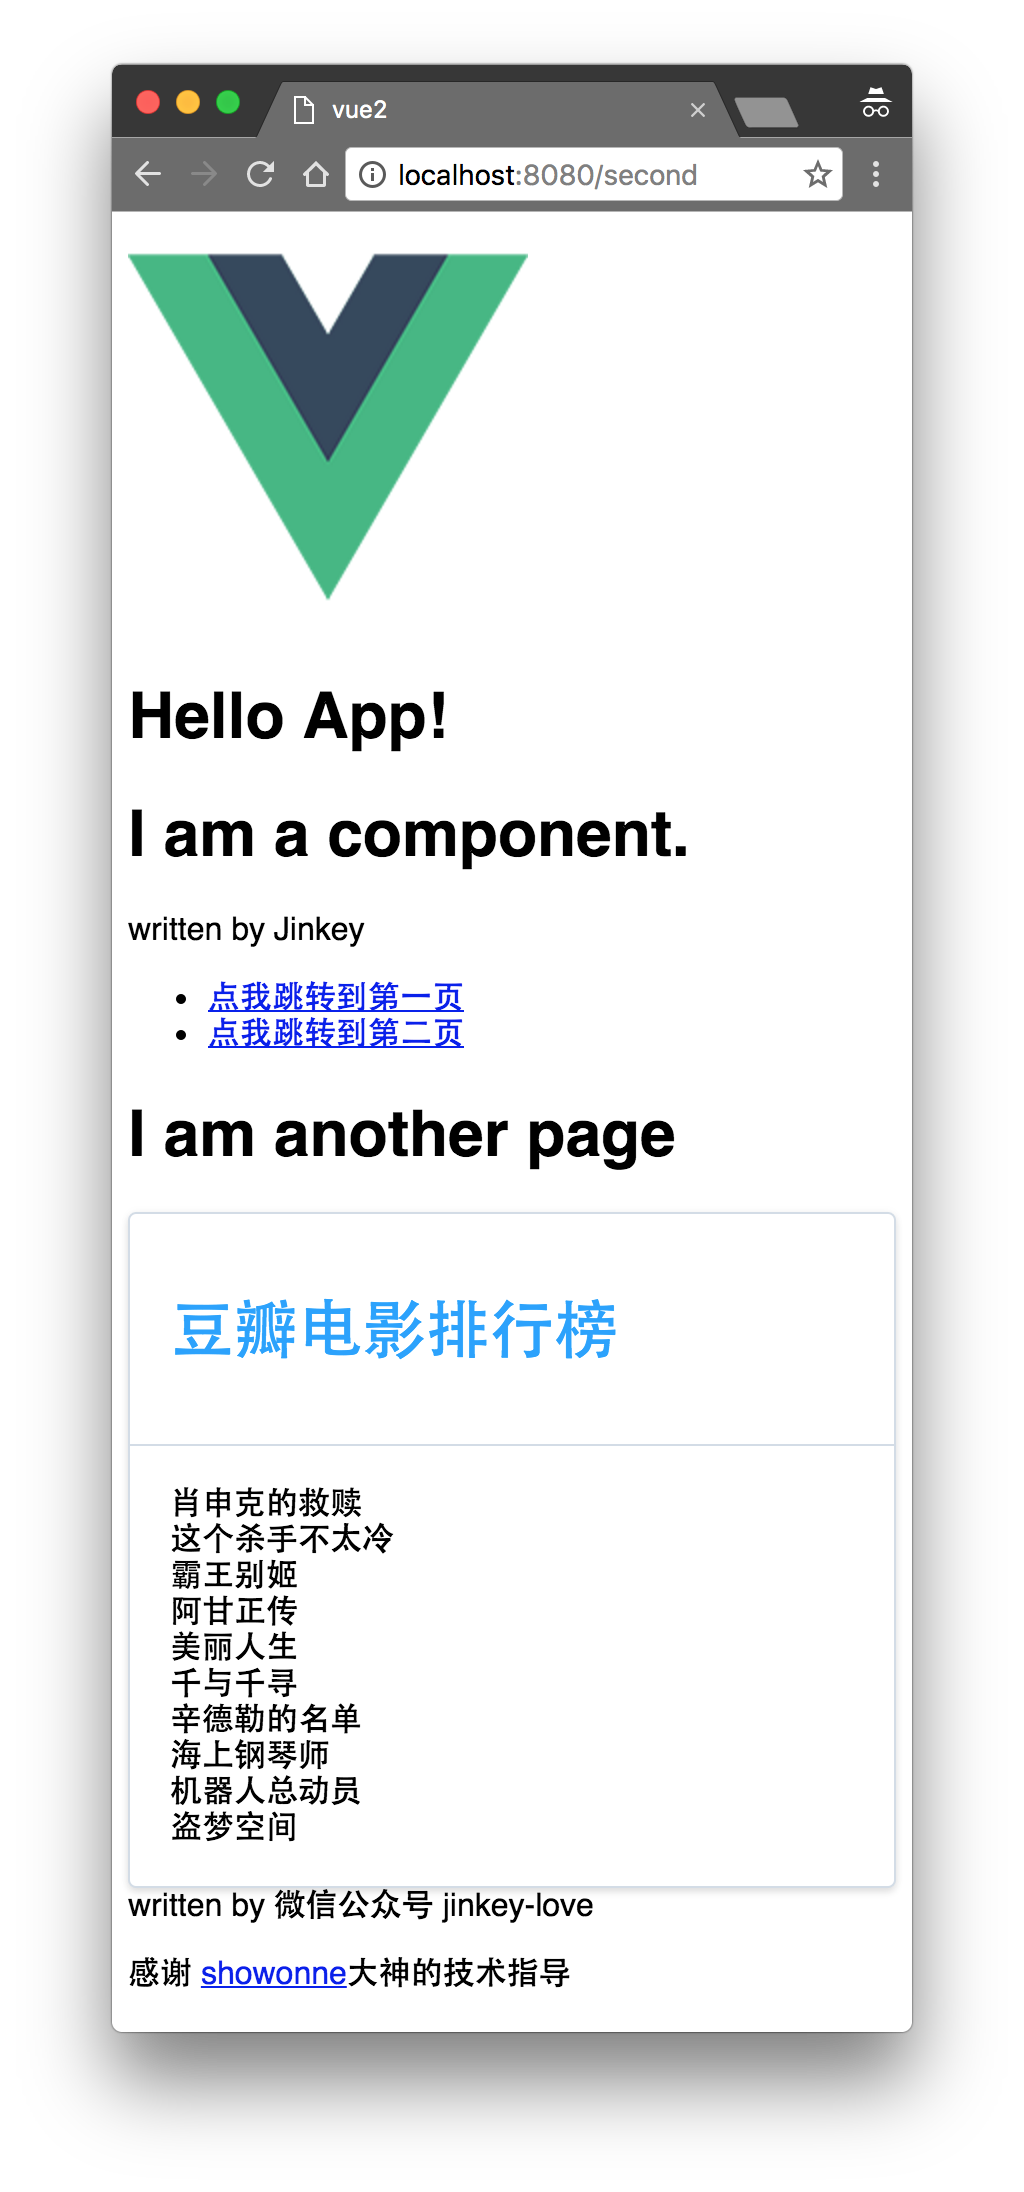 vue2
localhost:8080/second
Hello App!
I am a component.
written by Jinkey
点我跳转到第一页
点我跳转到第二页
I am another page
豆瓣电影排行榜
肖申克的救赎
这个杀手不太冷
霸王别姬
阿甘正传
美丽人生
千与千寻
辛德勒的名单
海上钢琴师
机器人总动员
盗梦空间
written by 微信公众号 jinkey-love
感谢 showonne大神的技术指导